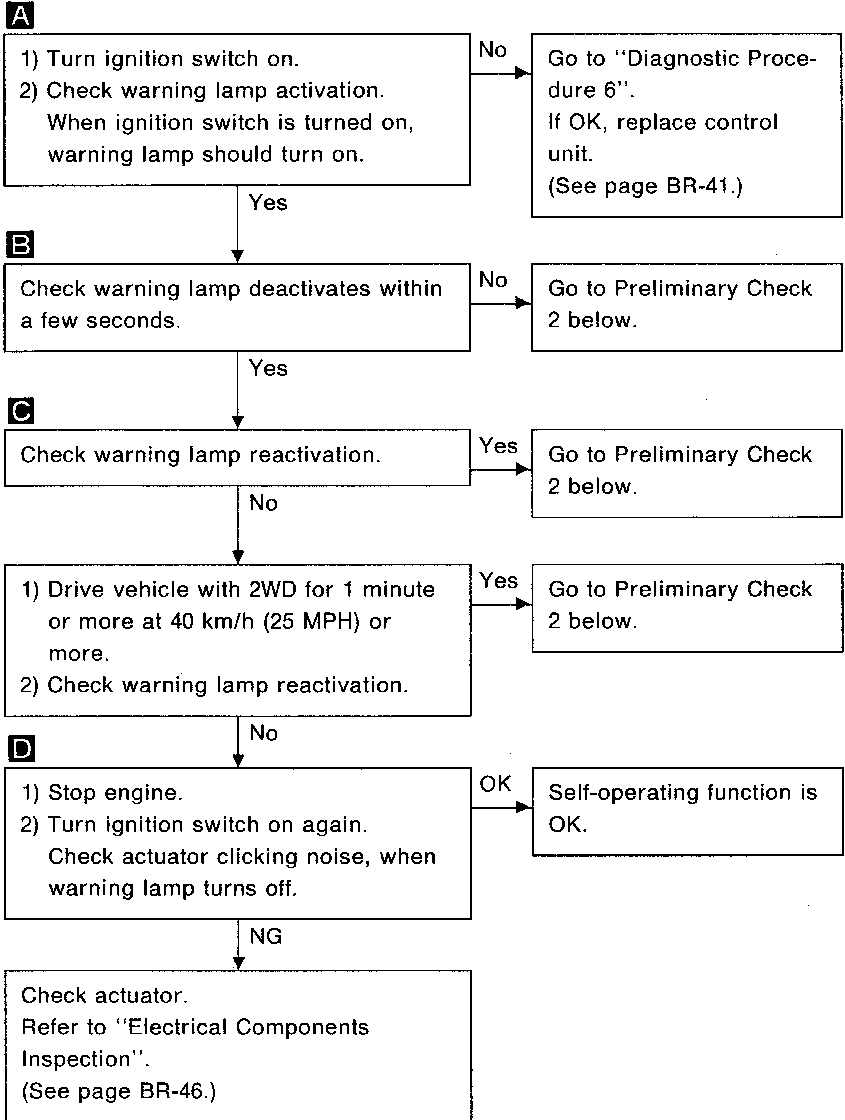 A
1) Turn ignition switch on.
2) Check warning lamp activation.
When ignition switch is turned on,
warning lamp should turn on.
No
Go to "Diagnostic Proce-
dure 6".
If OK, replace control
unit.
(See page BR-41.)
Yes
B
Check warning lamp deactivates within
a few seconds.
No
Go to Preliminary Check
2 below.
Yes
C
Check warning lamp reactivation.
Yes
Go to Preliminary Check
2 below.
No
1) Drive vehicle with 2WD for 1 minute
or more at 40 km/h (25 MPH) or
more.
2) Check warning lamp reactivation.
Yes
Go to Preliminary Check
2 below.
No
D
1) Stop engine.
2) Turn ignition switch on again.
Check actuator clicking noise, when
warning lamp turns off.
OK
Self-operating function is
OK.
NG
Check actuator.
Refer to "Electrical Components
Inspection".
(See page BR-46.)